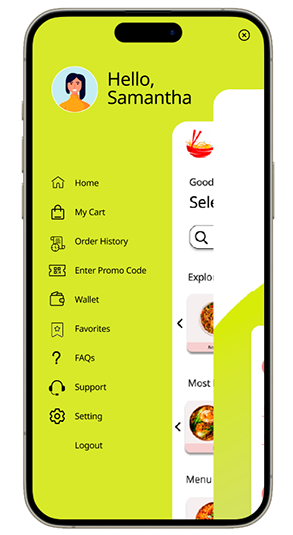 Hello,
Samantha
Home
My Cart
Order History
Enter Promo Code
Wallet
Favorites
FAQs
Support
Setting
Logout
Good
Sele
Explo
Most
Menu